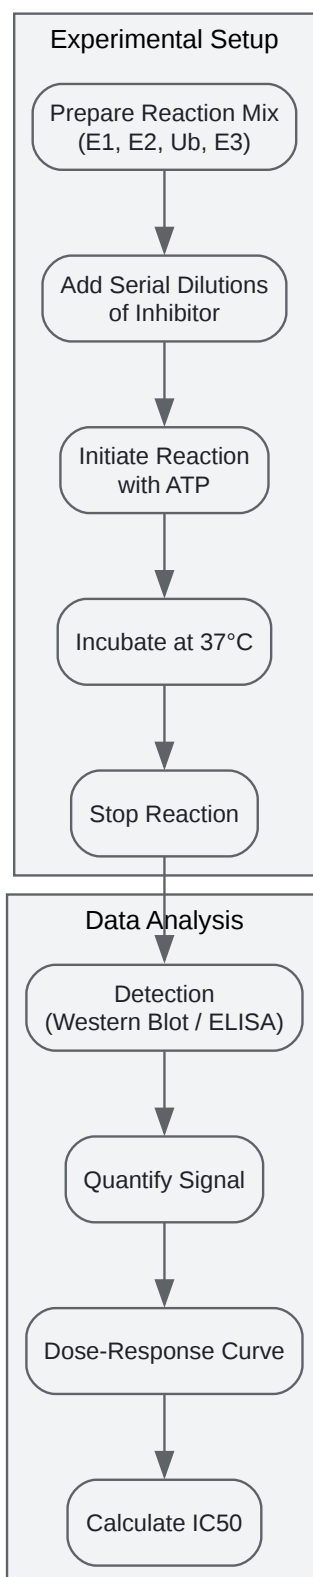 Experimental Setup
Prepare Reaction Mix
(E1, E2, Ub, E3)
Add Serial Dilutions
of Inhibitor
Initiate Reaction
with ATP
Incubate at 37°C
Stop Reaction
Data Analysis
Detection
(Western Blot / ELISA)
Quantify Signal
Dose-Response Curve
Calculate IC50